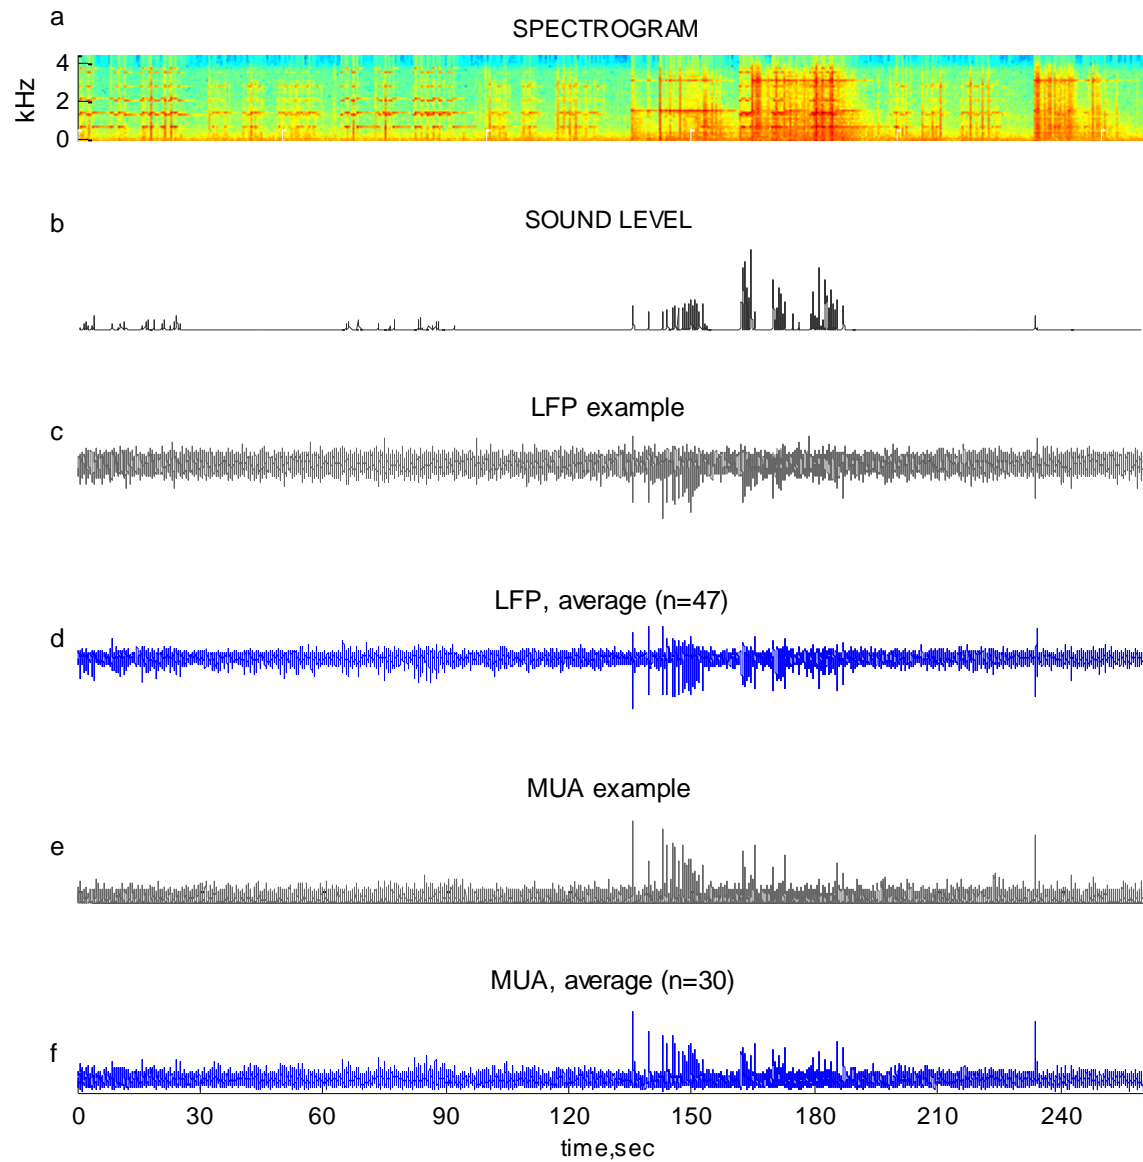 a
SPECTROGRAM
kHz
4
2
0
b
SOUND LEVEL
LFP example
c
LFP, average (n=47)
d
MUA example
e
MUA, average (n=30)
f
0 30 60 90 120 150 180 210 240
time,sec